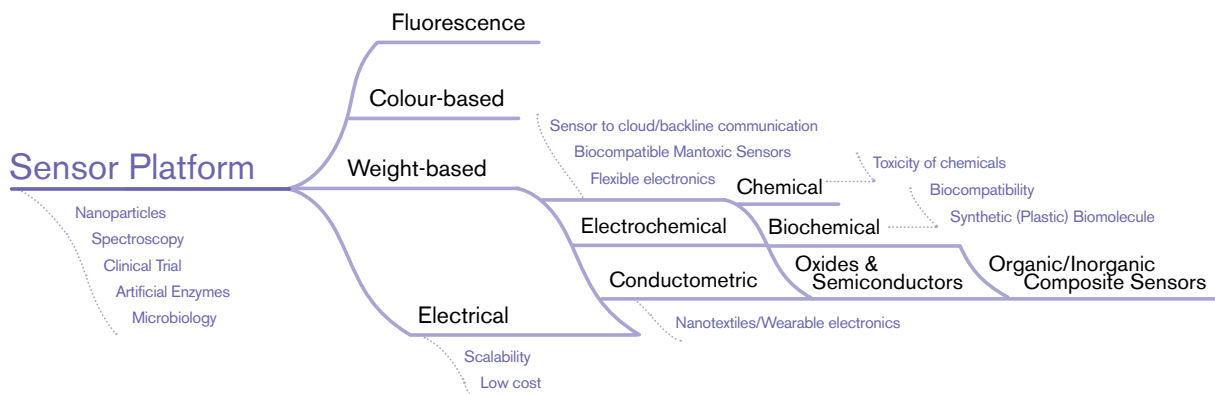 Fluorescence
Colour-based
Sensor to cloud/backline communication
Biocompatible Mantoxic Sensors
Flexible electronics
Sensor Platform
Weight-based
Chemical
Toxicity of chemicals
Biocompatibility
Synthetic (Plastic) Biomolecule
Nanoparticles
Spectroscopy
Clinical Trial
Artificial Enzymes
Microbiology
Electrochemical
Biochemical
Conductometric
Oxides &
Semiconductors
Organic/Inorganic
Composite Sensors
Electrical
Nanotextiles/Wearable electronics
Scalability
Low cost